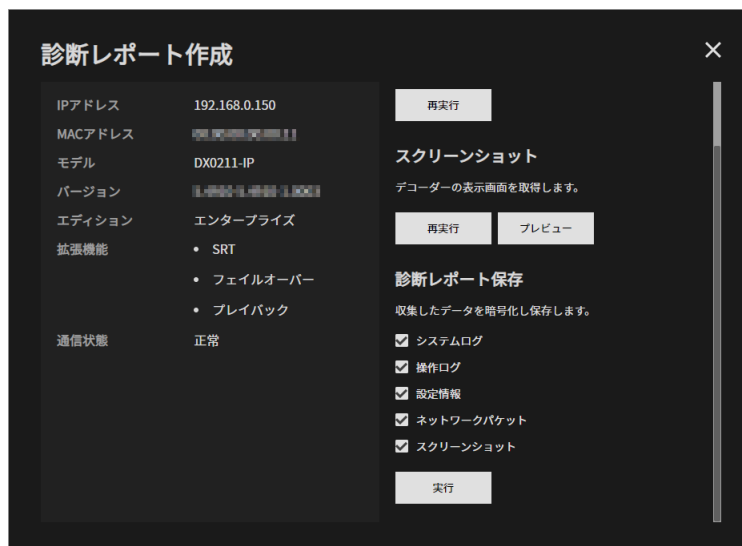 診断レポート作成
IPアドレス 192.168.0.150
MACアドレス
モデル DX0211-IP
バージョン
エディション エンタープライズ
拡張機能 • SRT
• フェイルオーバー
• プレイバック
通信状態 正常
再実行
スクリーンショット
デコーダーの表示画面を取得します。
再実行 プレビュー
診断レポート保存
収集したデータを暗号化し保存します。
システムログ
操作ログ
設定情報
ネットワークパケット
スクリーンショット
実行